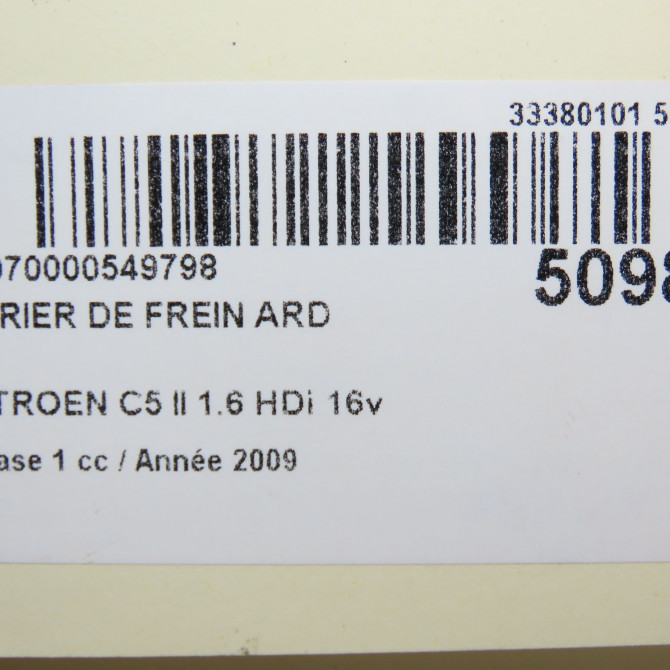 33380101 5
070000549798
5098
RIER DE FREIN ARD
TROEN C5 II 1.6 HDi 16v
ase 1 cc / Année 2009